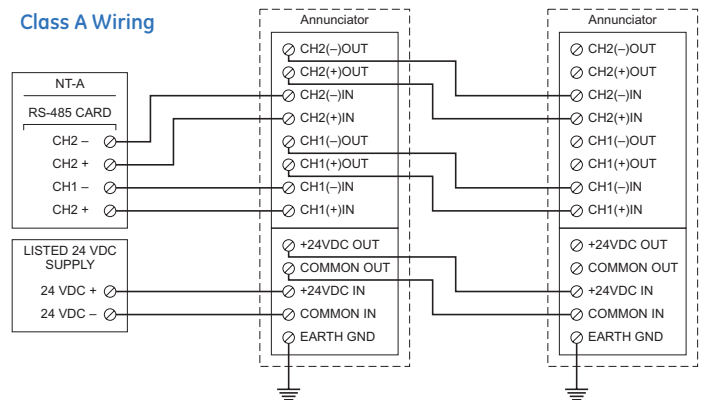 Class A Wiring
NT-A
RS-485 CARD
CH2 –
CH2 +
CH1 –
CH2 +
LISTED 24 VDC
SUPPLY
24 VDC +
24 VDC –
Annunciator
CH2(–)OUT
CH2(+)OUT
CH2(–)IN
CH2(+)IN
CH1(–)OUT
CH1(+)OUT
CH1(–)IN
CH1(+)IN
+24VDC OUT
COMMON OUT
+24VDC IN
COMMON IN
EARTH GND
Annunciator
CH2(–)OUT
CH2(+)OUT
CH2(–)IN
CH2(+)IN
CH1(–)OUT
CH1(+)OUT
CH1(–)IN
CH1(+)IN
+24VDC OUT
COMMON OUT
+24VDC IN
COMMON IN
EARTH GND